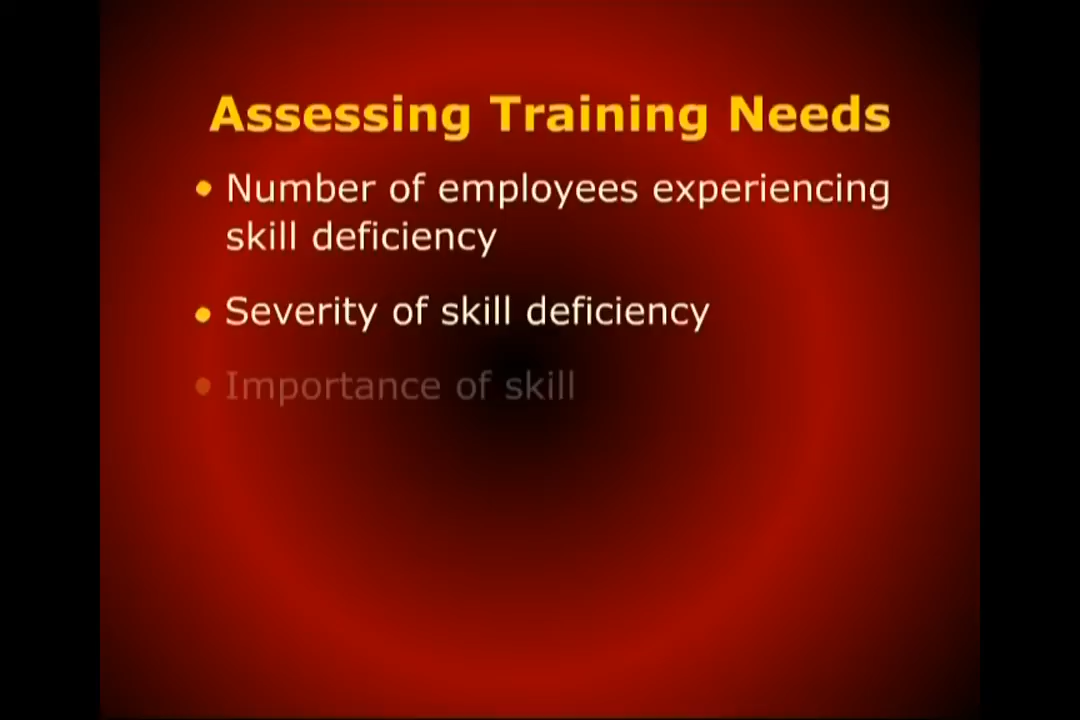 Assessing Training Needs
• Number of employees experiencing
skill deficiency
• Severity of skill deficiency
• Importance of skill